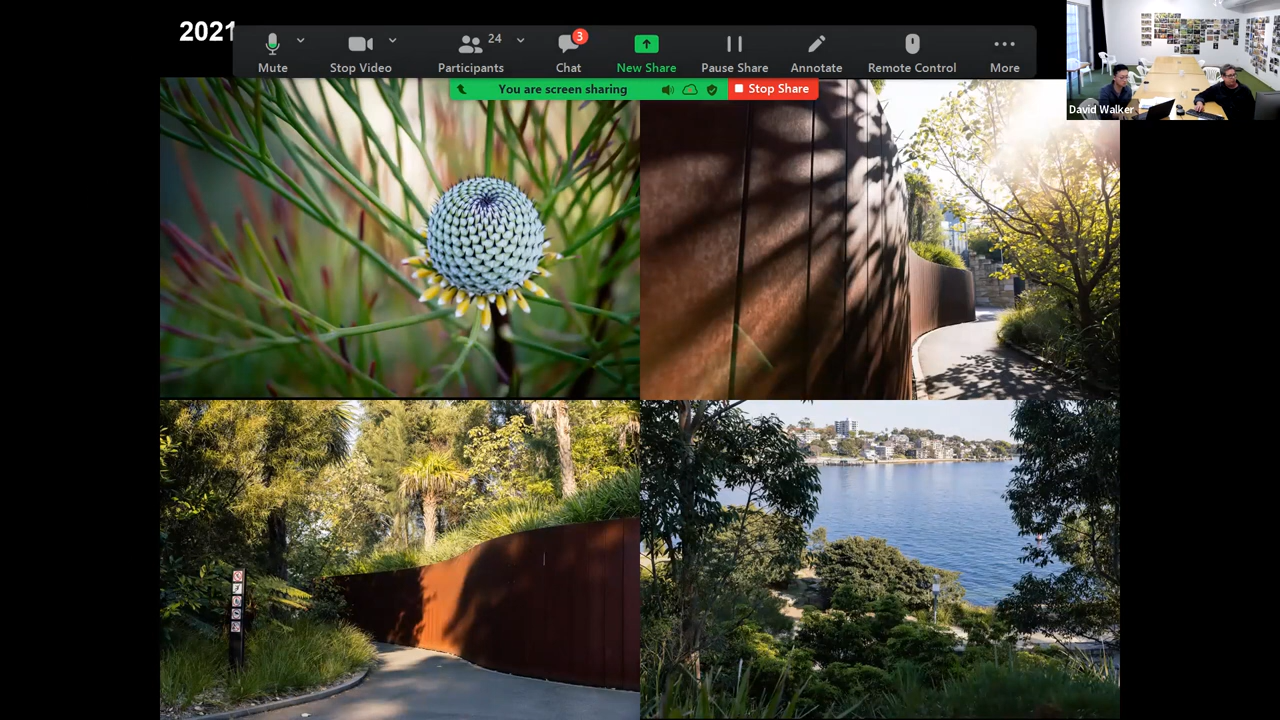 2021
24
3
Mute
Stop Video
Participants
Chat
New Share
Pause Share
Annotate
Remote Control
More
You are screen sharing
Stop Share
David Walker